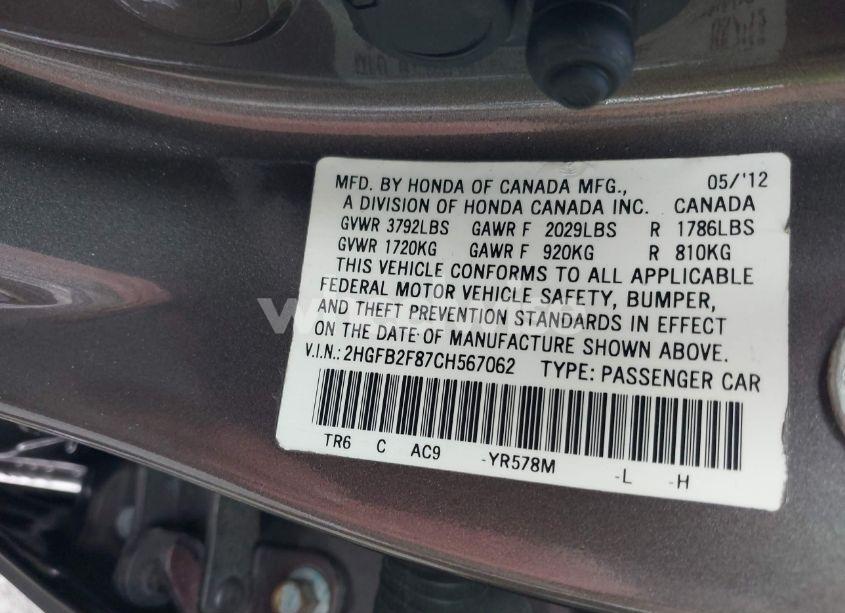 MFD. BY HONDA OF CANADA MFG., 05/'12
A DIVISION OF HONDA CANADA INC. CANADA
GVWR 3792LBS GAWR F 2029LBS R 1786LBS
GVWR 1720KG GAWR F 920KG R 810KG
THIS VEHICLE CONFORMS TO ALL APPLICABLE
FEDERAL MOTOR VEHICLE SAFETY, BUMPER,
AND THEFT PREVENTION STANDARDS IN EFFECT
ON THE DATE OF MANUFACTURE SHOWN ABOVE.
V.I.N.: 2HGFB2F87CH567062 TYPE: PASSENGER CAR
TR6 C AC9 -YR578M -L -H